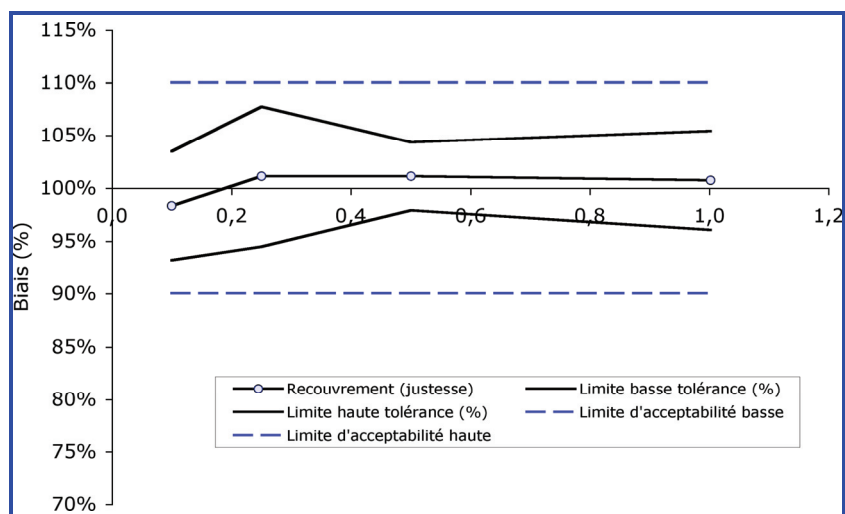 115%
110%
105%
100%
0,0 0,2 0,4 0,6 0,8 1,0 1,2
95%
90%
85%
80%
75%
70%
Biais (%)
Recouvrement (justesse) Limite basse tolérance (%)
Limite haute tolérance (%) Limite d'acceptabilité basse
Limite d'acceptabilité haute